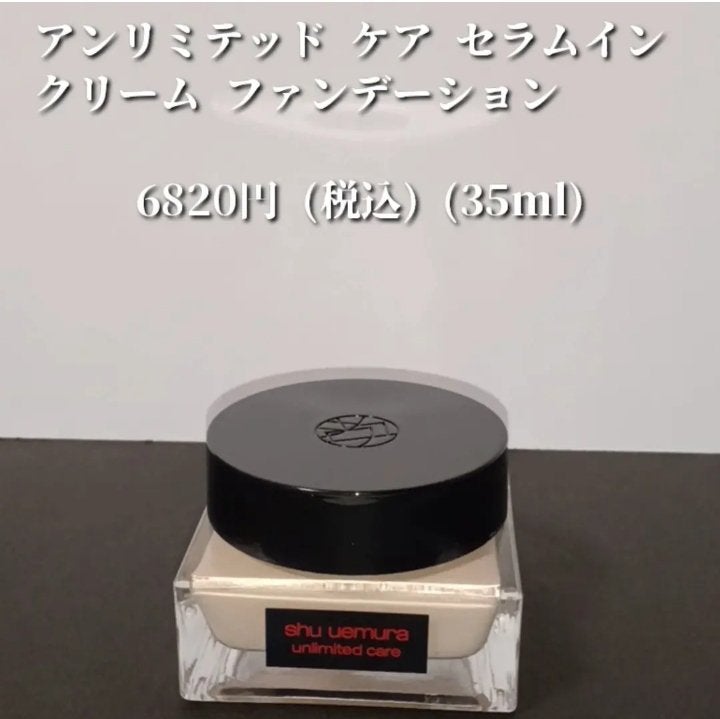 アンリミテッド ケア セラムイン
クリーム ファンデーション
6820円 (税込) (35ml)
shu uemura
unlimited care